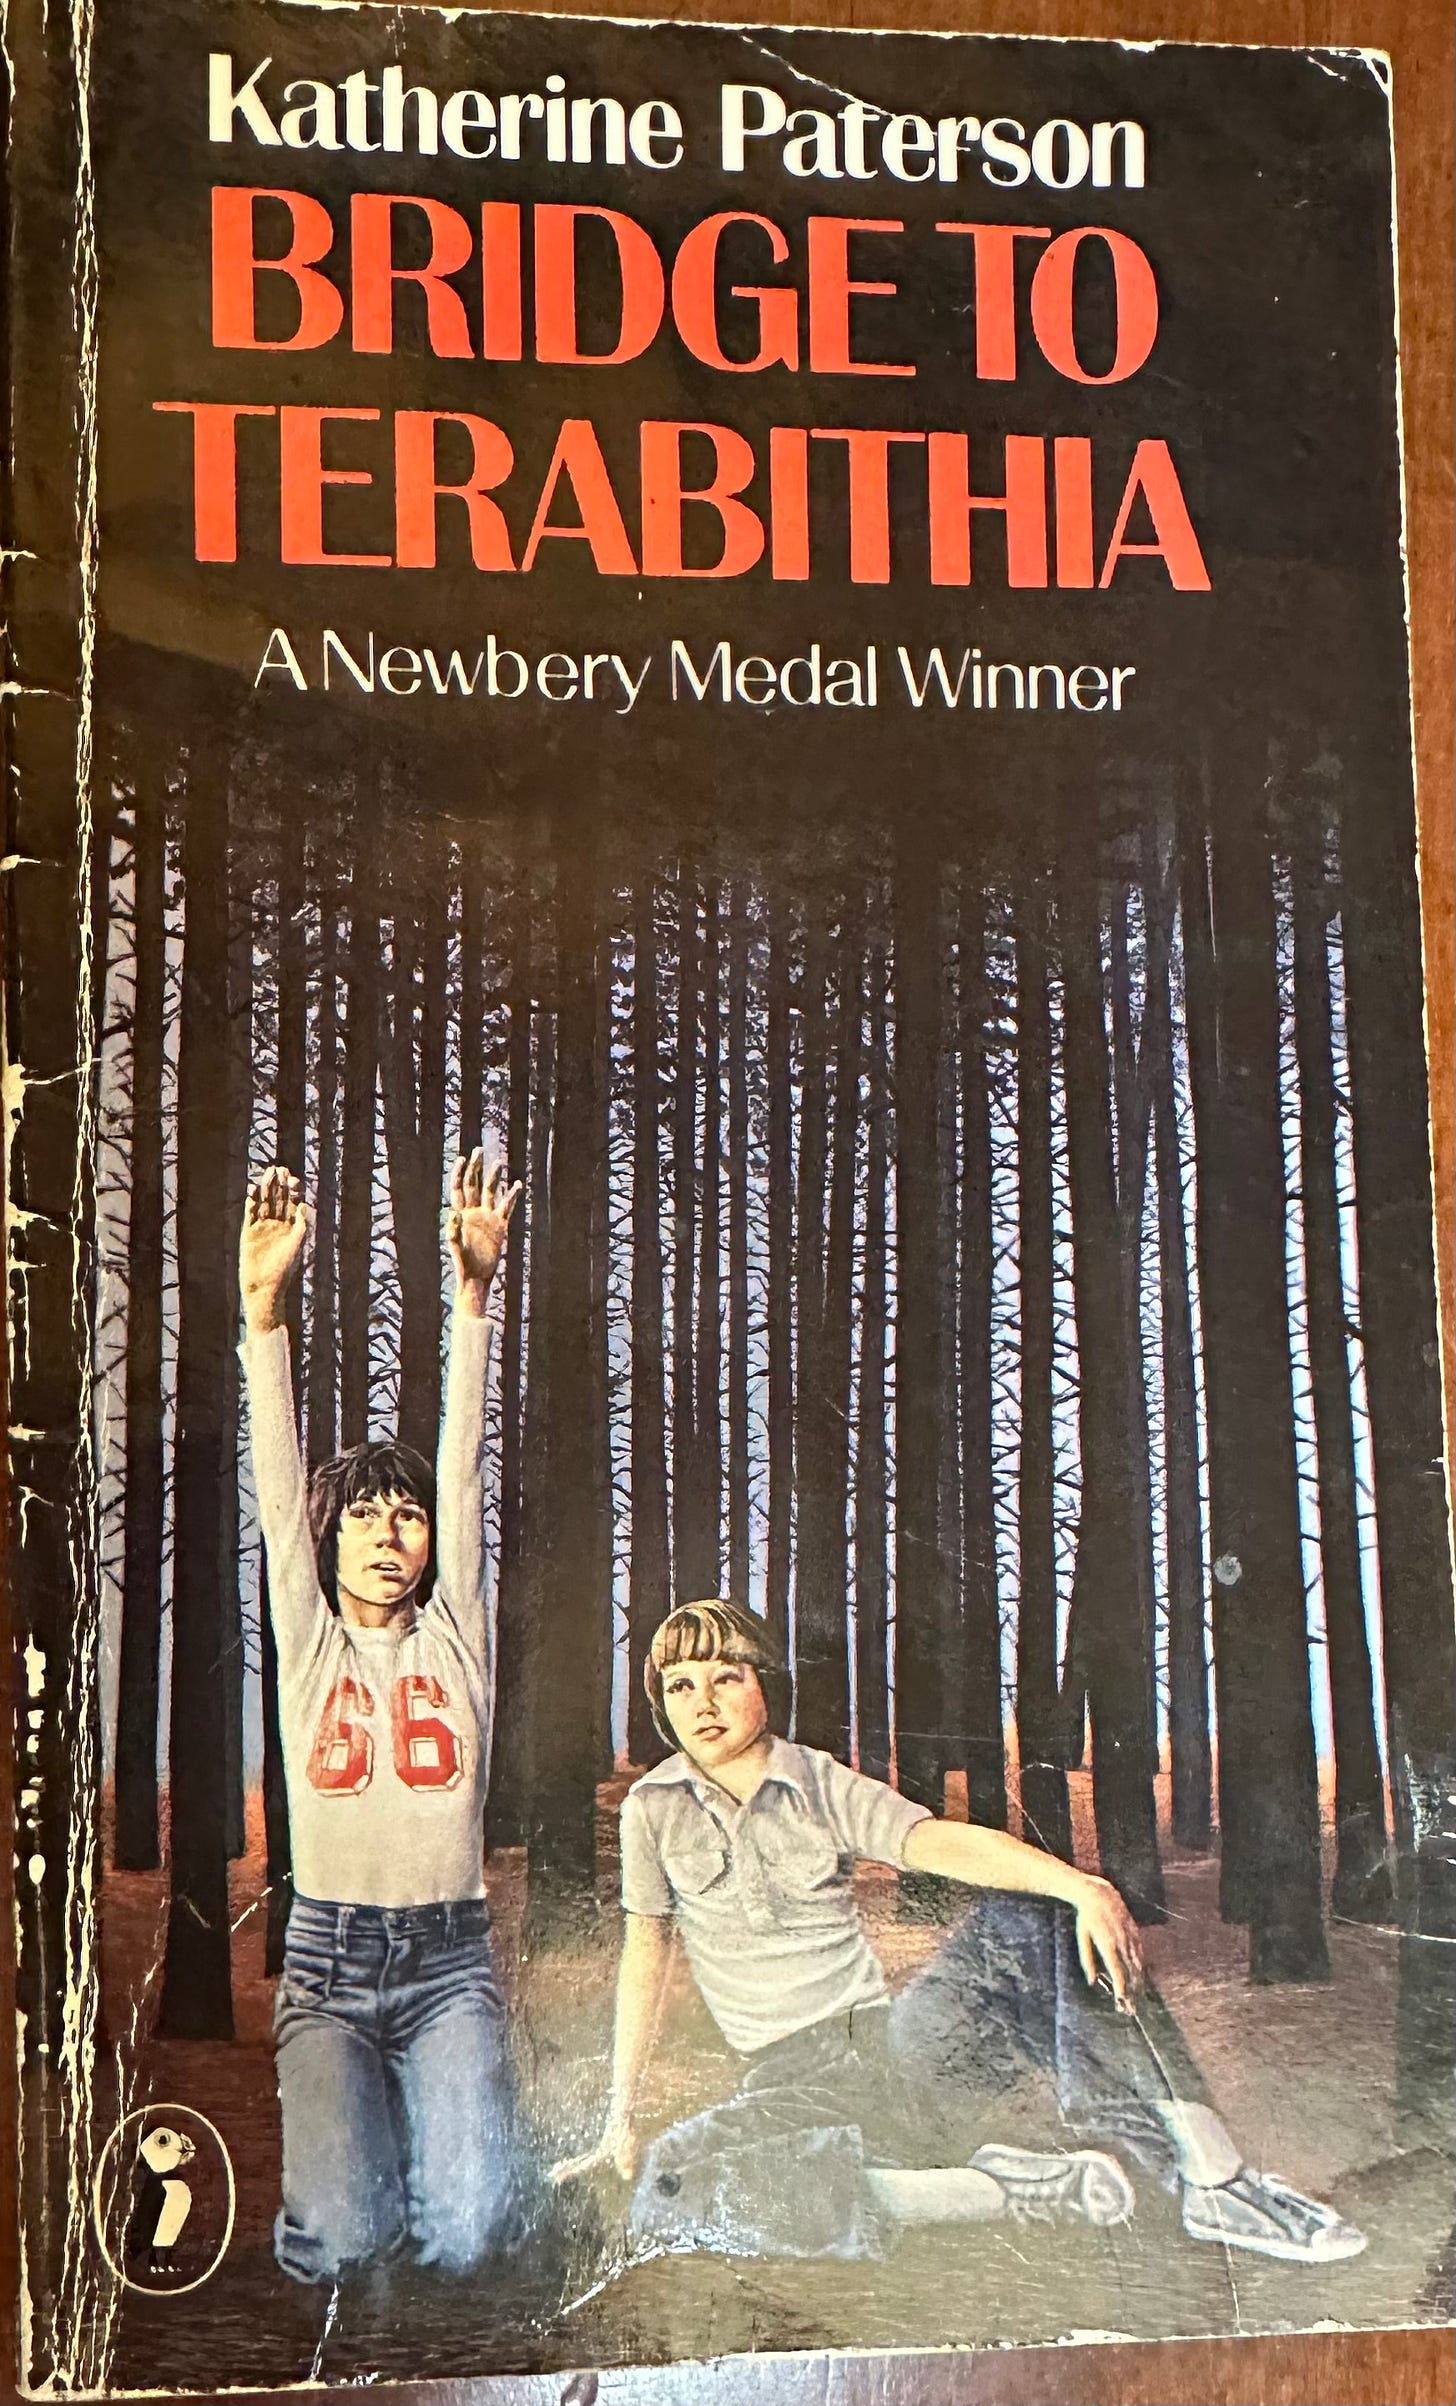 Katherine Paterson
BRIDGE TO
TERABITHIA
A Newbery Medal Winner
66